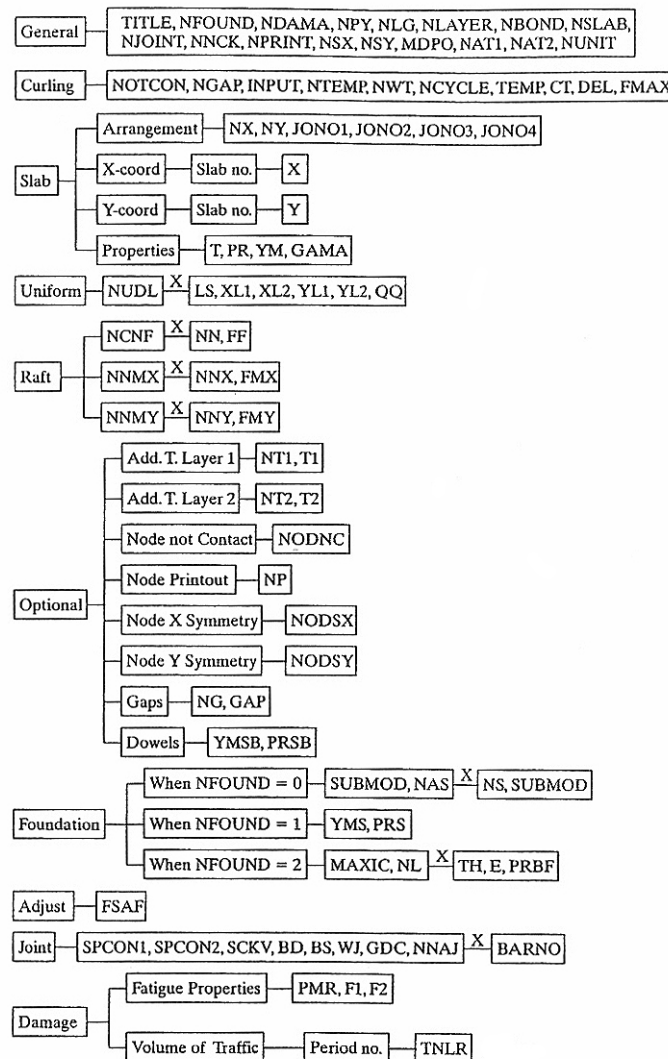 General
TITLE, NFOUND, NDAMA, NPY, NLG, NLAYER, NBOND, NSLAB,
NJOINT, NNCK, NPRINT, NSX, NSY, MDPO, NAT1, NAT2, NUNIT
Curling NOTCON, NGAP, INPUT, NTEMP, NWT, NCYCLE, TEMP, CT, DEL, FMAX
Slab
Arrangement NX, NY, JONO1, JONO2, JONO3, JONO4
X-coord Slab no. X
Y-coord Slab no. Y
Properties T, PR, YM, GAMA
Uniform NUDL X LS, XL1, XL2, YL1, YL2, QQ
Raft
NCNF X NN, FF
NNMX X NNX, FMX
NNMY X NNY, FMY
Optional
Add. T. Layer 1 NT1, T1
Add. T. Layer 2 NT2, T2
Node not Contact NODNC
Node Printout NP
Node X Symmetry NODSX
Node Y Symmetry NODSY
Gaps NG, GAP
Dowels YMSB, PRSB
Foundation
When NFOUND = 0 SUBMOD, NAS X NS, SUBMOD
When NFOUND = 1 YMS, PRS
When NFOUND = 2 MAXIC, NL X TH, E, PRBF
Adjust FSAF
Joint SPCON1, SPCON2, SCKV, BD, BS, WJ, GDC, NNAJ X BARNO
Damage
Fatigue Properties PMR, F1, F2
Volume of Traffic Period no. TNLR